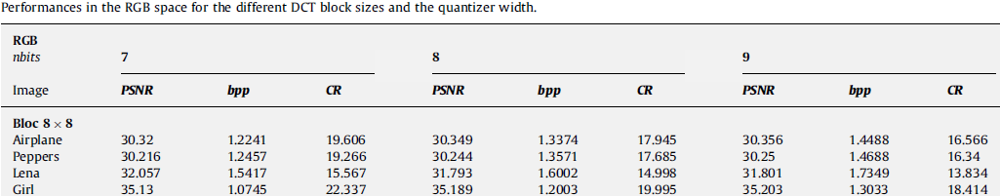 Performances in the RGB space for the different DCT block sizes and the quantizer width.
RGB
nbits 7 8 9
Image PSNR bpp CR PSNR bpp CR PSNR bpp CR
Bloc 8 × 8
Airplane 30.32 1.2241 19.606 30.349 1.3374 17.945 30.356 1.4488 16.566
Peppers 30.216 1.2457 19.266 30.244 1.3571 17.685 30.25 1.4688 16.34
Lena 32.057 1.5417 15.567 31.793 1.6002 14.998 31.801 1.7349 13.834
Girl 35.13 1.0745 22.337 35.189 1.2003 19.995 35.203 1.3033 18.414